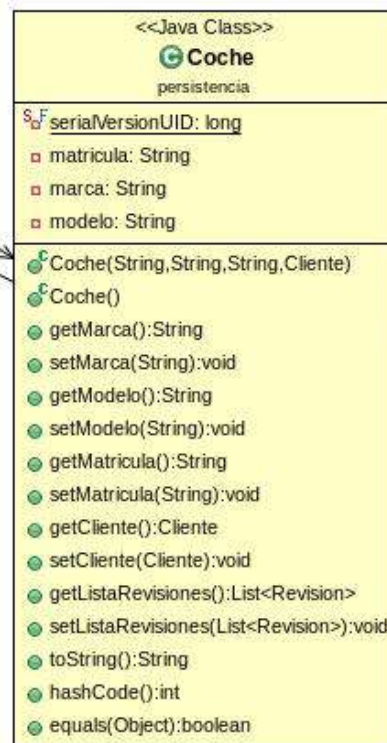 <<Java Class>>
C Coche
persistencia
S F serialVersionUID: long
matricula: String
marca: String
modelo: String
C Coche(String,String,String,Cliente)
C Coche()
getMarca():String
setMarca(String):void
getModelo():String
setModelo(String):void
getMatricula():String
setMatricula(String):void
getCliente():Cliente
setCliente(Cliente):void
getListaRevisiones():List<Revision>
setListaRevisiones(List<Revision>):void
toString():String
hashCode():int
equals(Object):boolean